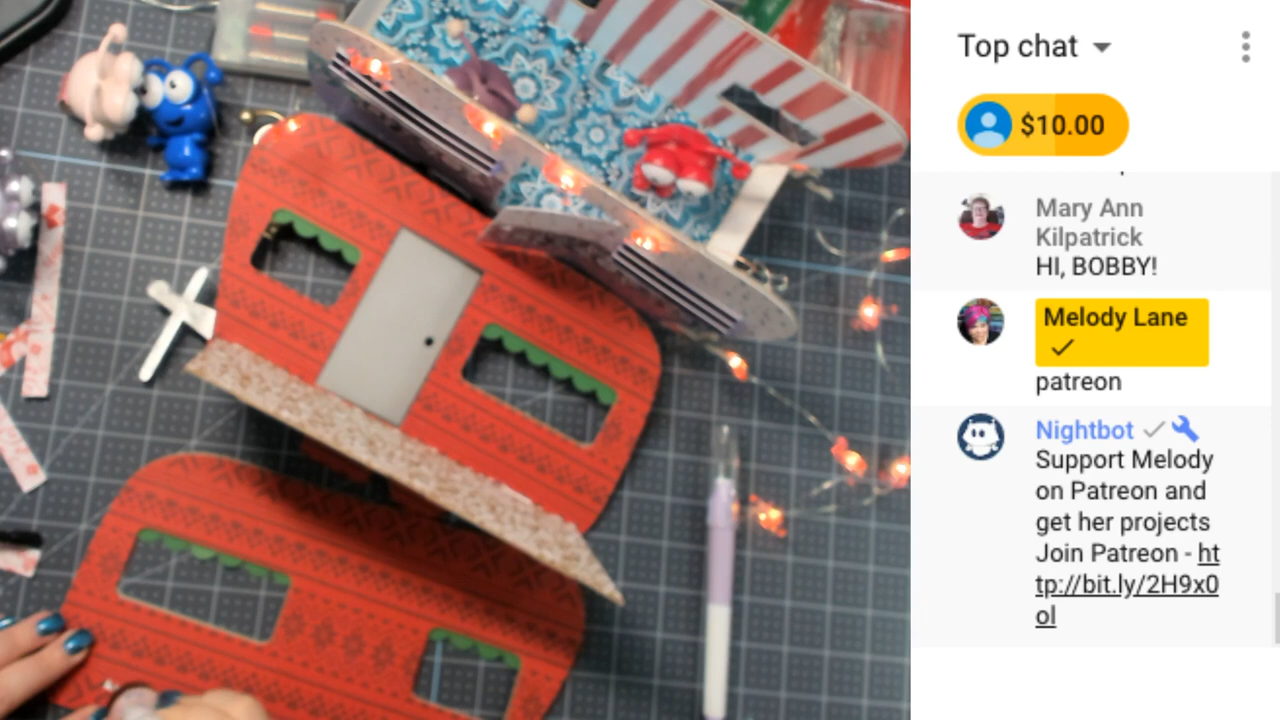 Top chat
$10.00
Mary Ann
Kilpatrick
HI, BOBBY!
Melody Lane
patreon
Nightbot
Support Melody
on Patreon and
get her projects
Join Patreon - ht
tp://bit.ly/2H9x0
ol